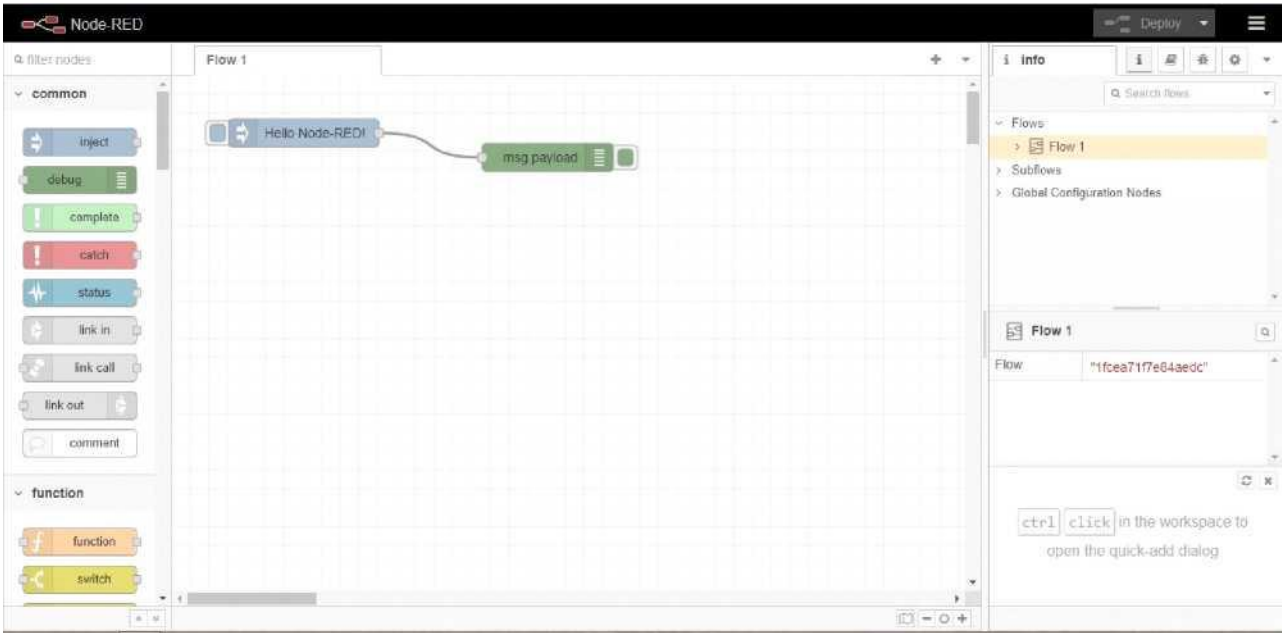 Node-RED
Deploy
filter nodes
Flow 1
info
i
common
Search flows
inject
Hello Node-RED!
Flows
Flow 1
debug
msg payload
Subflows
complete
Global Configuration Nodes
catch
status
link in
Flow 1
link call
Flow
"1fcea71f7e84aedc"
link out
comment
function
ctrl click in the workspace to
open the quick-add dialog
function
switch